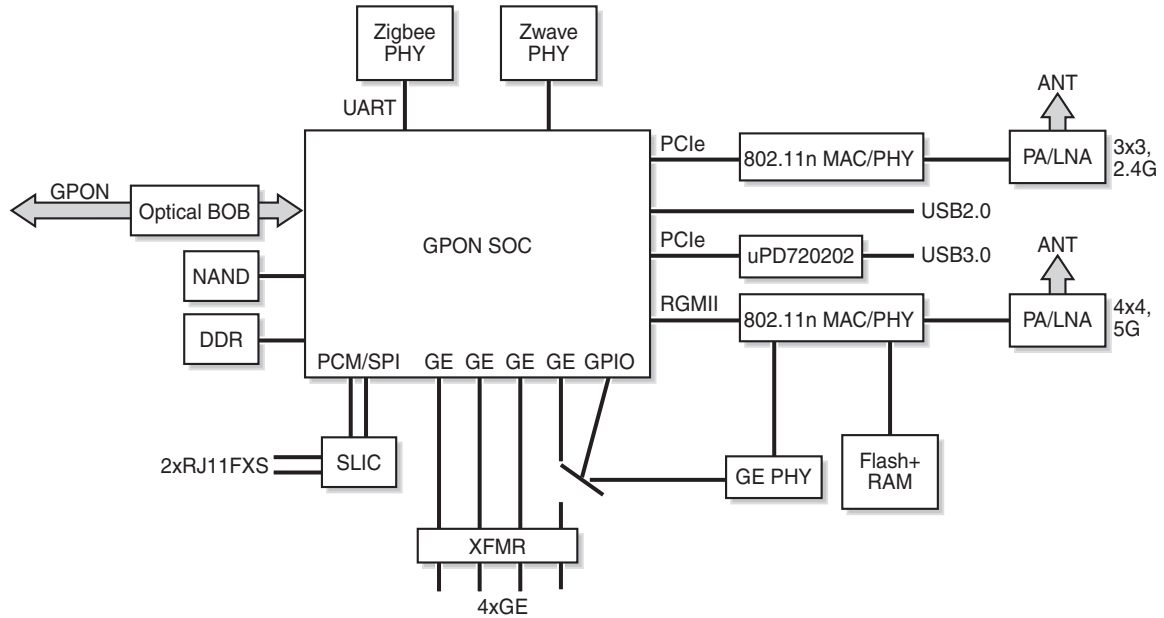 Zigbee
PHY
Zwave
PHY
UART
ANT
PCIe
802.11n MAC/PHY
PA/LNA
3x3,
2.4G
GPON
Optical BOB
GPON SOC
USB2.0
PCIe
uPD720202
USB3.0
ANT
NAND
RGMII
802.11n MAC/PHY
PA/LNA
4x4,
5G
DDR
PCM/SPI GE GE GE GE GPIO
2xRJ11FXS
SLIC
GE PHY
Flash+
RAM
XFMR
4xGE